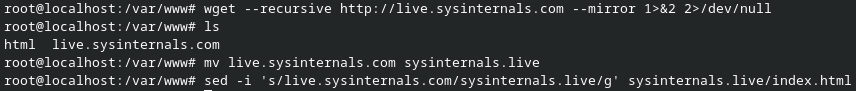 root@localhost:/var/www# wget --recursive http://live.sysinternals.com --mirror 1>&2 2>/dev/null
root@localhost:/var/www# ls
html  live.sysinternals.com
root@localhost:/var/www# mv live.sysinternals.com sysinternals.live
root@localhost:/var/www# sed -i 's/live.sysinternals.com/sysinternals.live/g' sysinternals.live/index.html